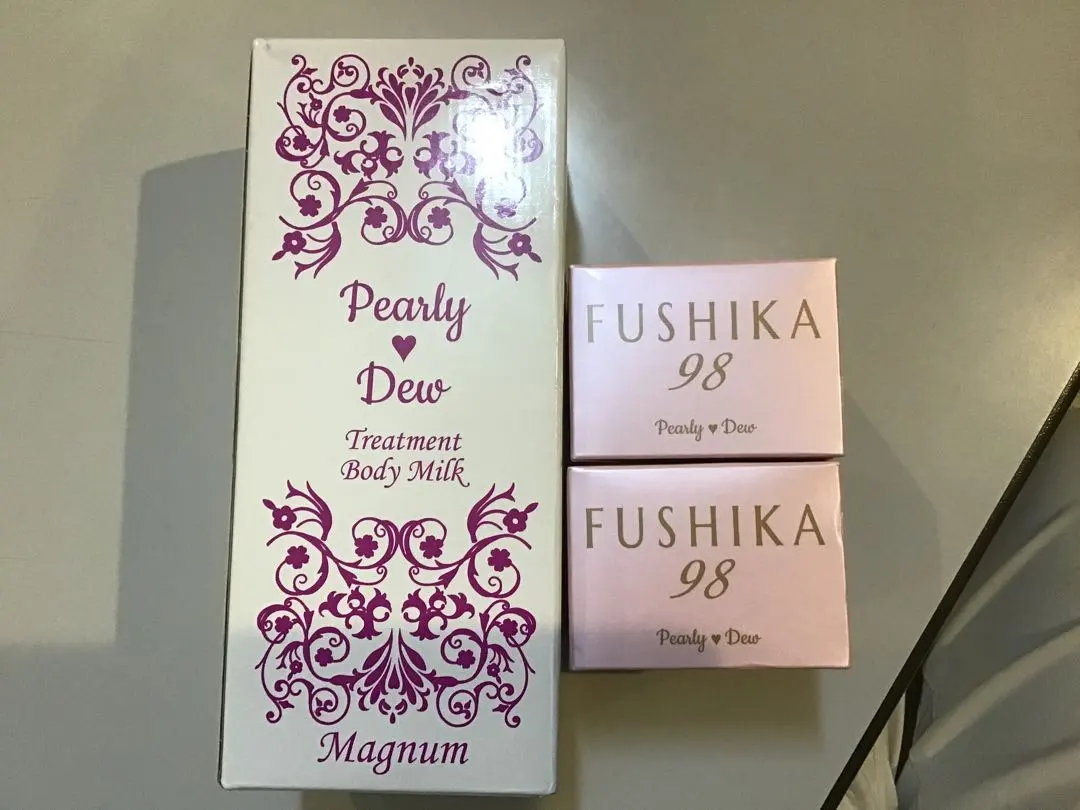 Pearly
♥
Dew
Treatment
Body Milk
Magnum
FUSHIKA
98
Pearly ♥ Dew
FUSHIKA
98
Pearly ♥ Dew